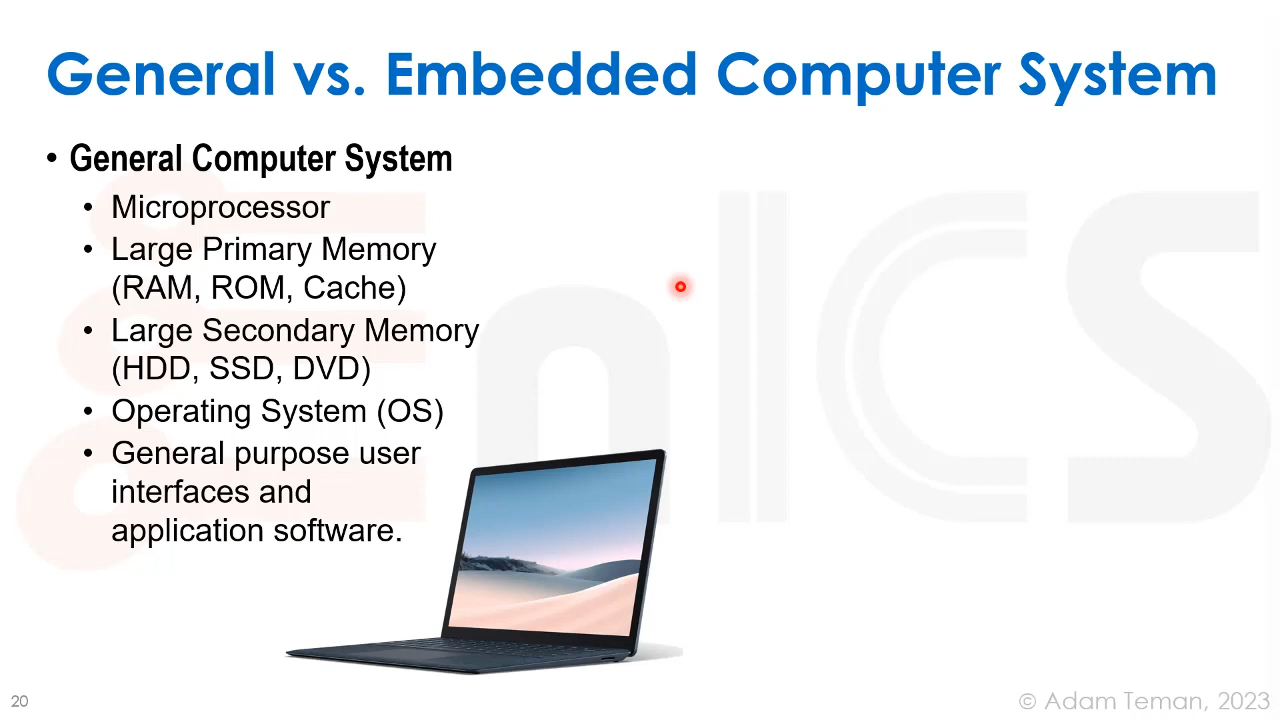 General vs. Embedded Computer System
• General Computer System
• Microprocessor
• Large Primary Memory
(RAM, ROM, Cache)
• Large Secondary Memory
(HDD, SSD, DVD)
• Operating System (OS)
• General purpose user
interfaces and
application software.
EnICS
20
© Adam Teman, 2023